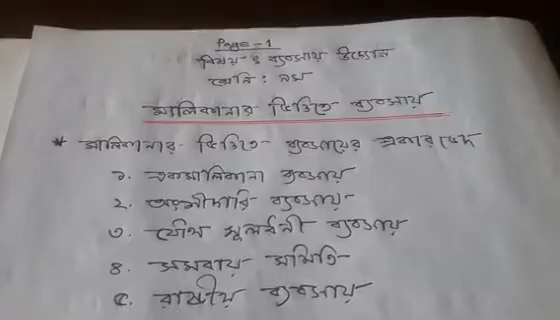 Page - 1
বিষয় : ব্যবসায় উদ্যোগ
শ্রেনি : নবম
মালিকানার ভিত্তিতে ব্যবসায়
* মালিকানার ভিত্তিতে ব্যবসায়ের প্রকারভেদ
১. একমালিকানা ব্যবসায়
২. অংশীদারি ব্যবসায়
৩. যৌথ মূলধনী ব্যবসায়
৪. সমবায় সমিতি
৫. রাষ্ট্রীয় ব্যবসায়